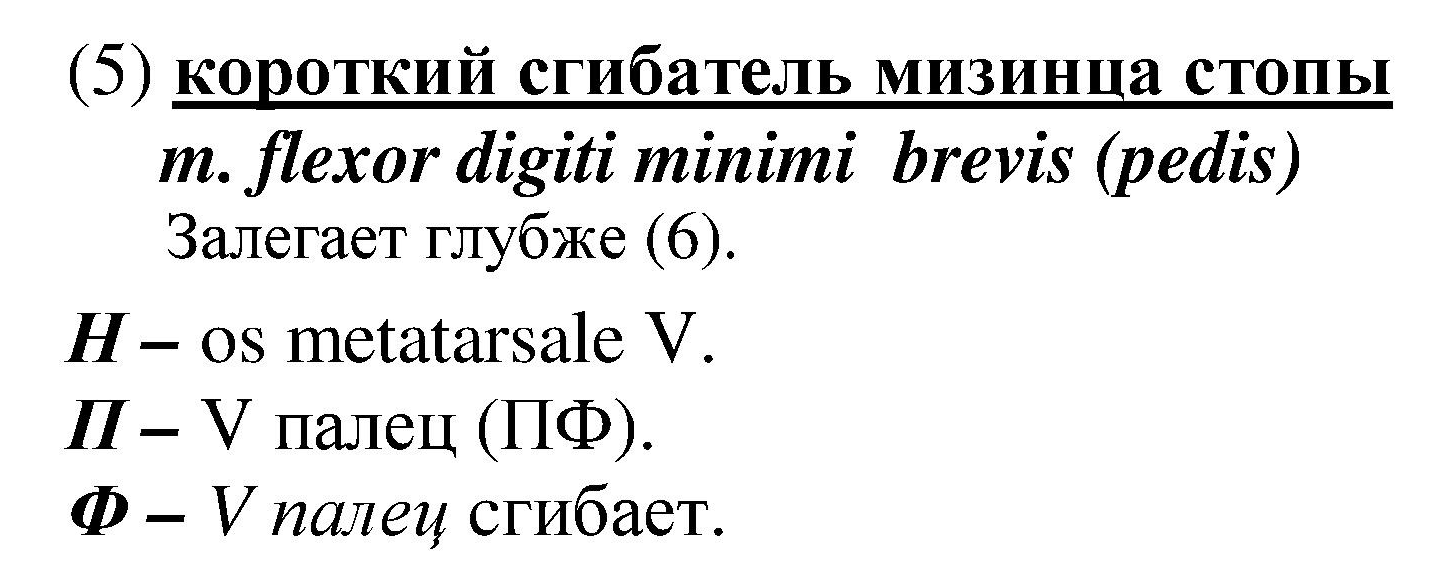 (5) короткий сгибатель мизинца стопы
m. flexor digiti minimi brevis (pedis)
Залегает глубже (6).
Н – os metatarsale V.
П – V палец (ПФ).
Ф – V палец сгибает.